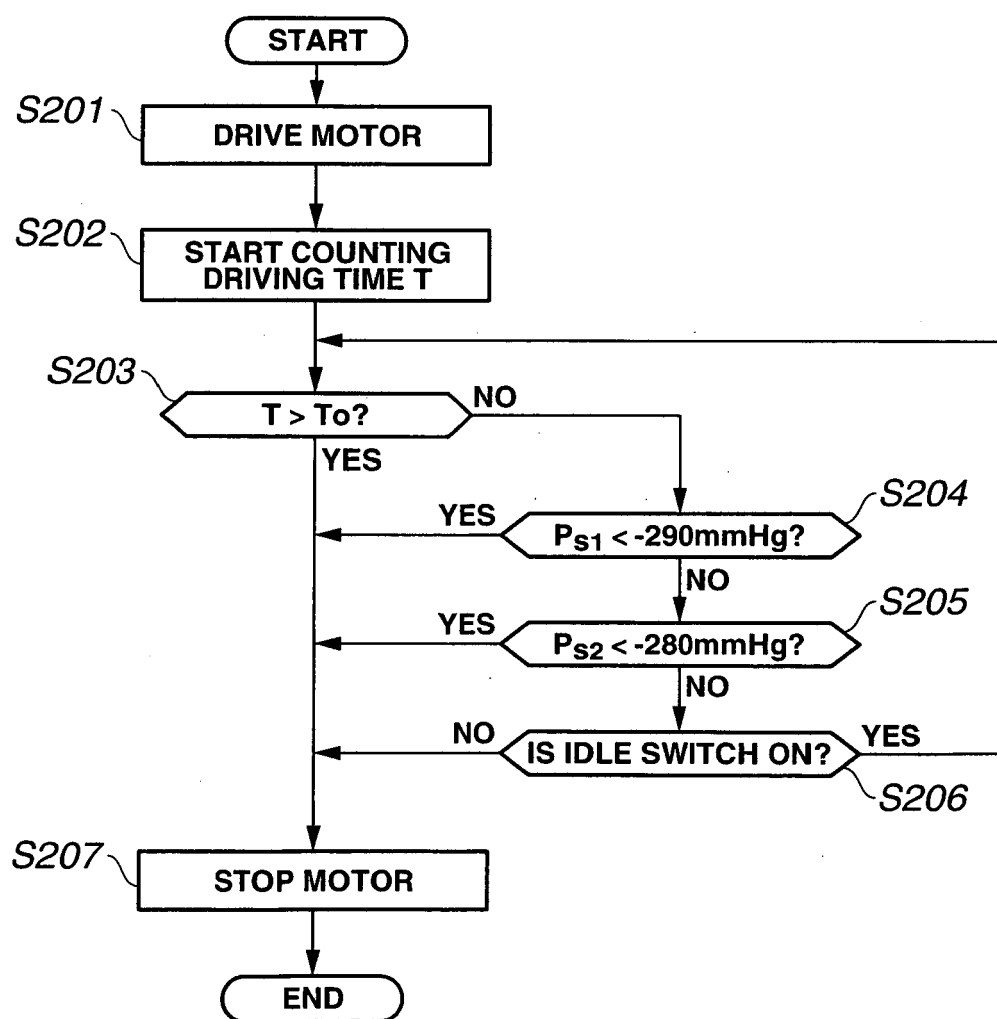 START
S201
DRIVE MOTOR
S202
START COUNTING
DRIVING TIME T
S203
T > To?
NO
YES
S204
YES
Ps1 < -290mmHg?
NO
S205
YES
Ps2 < -280mmHg?
NO
NO
IS IDLE SWITCH ON?
YES
S206
S207
STOP MOTOR
END